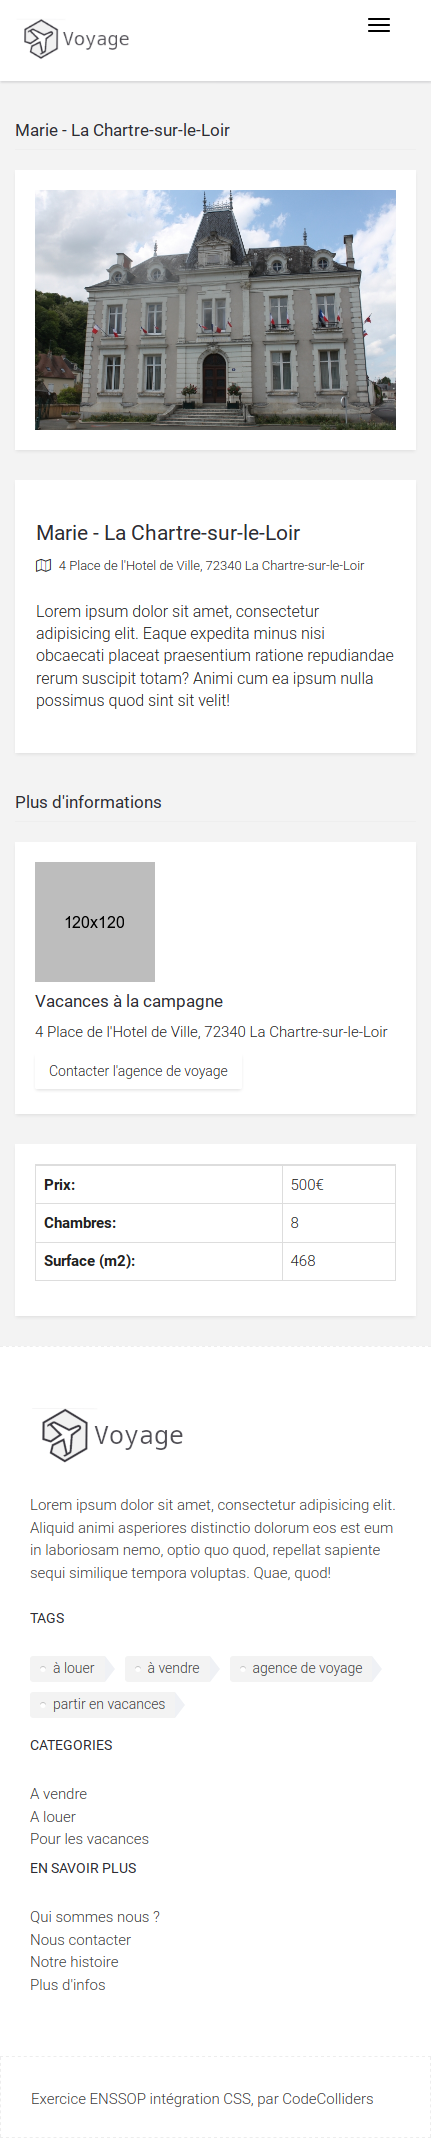 Voyage
Marie - La Chartre-sur-le-Loir
Marie - La Chartre-sur-le-Loir
4 Place de l'Hotel de Ville, 72340 La Chartre-sur-le-Loir
Lorem ipsum dolor sit amet, consectetur
adipisicing elit. Eaque expedita minus nisi
obcaecati placeat praesentium ratione repudiandae
rerum suscipit totam? Animi cum ea ipsum nulla
possimus quod sint sit velit!
Plus d'informations
120x120
Vacances à la campagne
4 Place de l'Hotel de Ville, 72340 La Chartre-sur-le-Loir
Contacter l'agence de voyage
Prix: 500€
Chambres: 8
Surface (m2): 468
Voyage
Lorem ipsum dolor sit amet, consectetur adipisicing elit.
Aliquid animi asperiores distinctio dolorum eos est eum
in laboriosam nemo, optio quo quod, repellat sapiente
sequi similique tempora voluptas. Quae, quod!
TAGS
à louer à vendre agence de voyage
partir en vacances
CATEGORIES
A vendre
A louer
Pour les vacances
EN SAVOIR PLUS
Qui sommes nous ?
Nous contacter
Notre histoire
Plus d'infos
Exercice ENSSOP intégration CSS, par CodeColliders